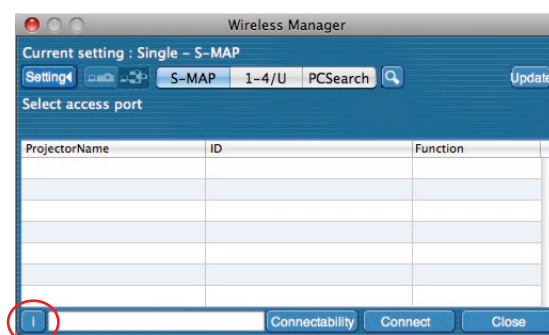 Wireless Manager
Current setting : Single – S-MAP
Setting S-MAP 1-4/U PCSearch Update
Select access port
ProjectorName ID Function
i Connectability Connect Close